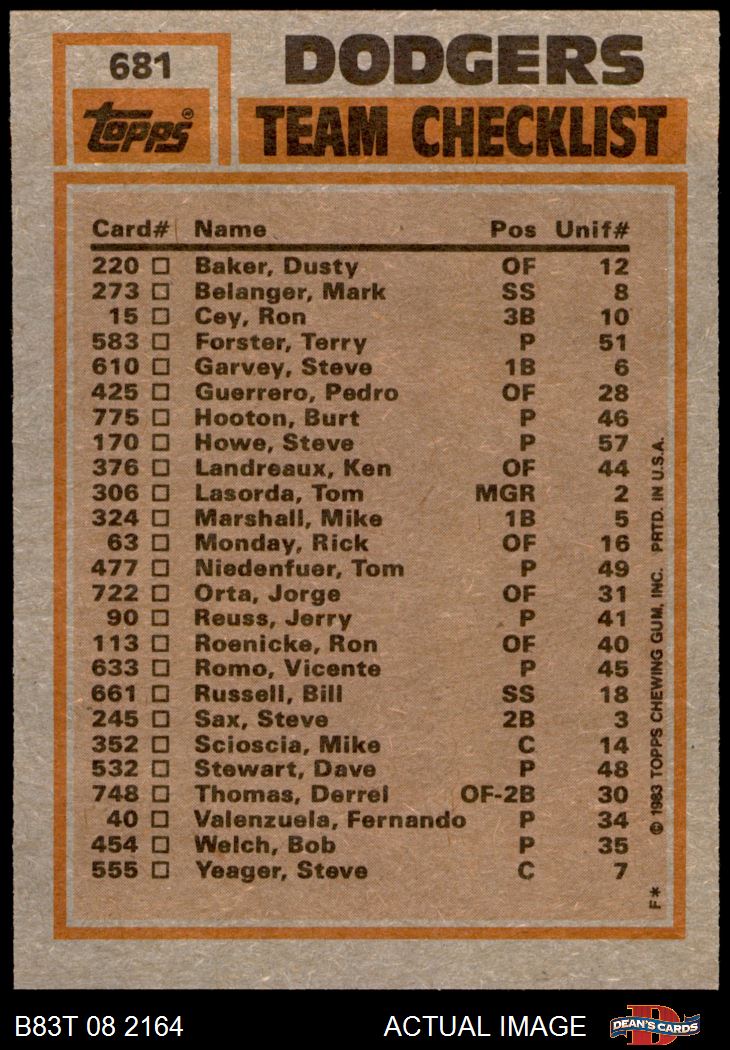 681
DODGERS
topps®
TEAM CHECKLIST
Card# Name Pos Unif#
220 Baker, Dusty OF 12
273 Belanger, Mark SS 8
15 Cey, Ron 3B 10
583 Forster, Terry P 51
610 Garvey, Steve 1B 6
425 Guerrero, Pedro OF 28
775 Hooton, Burt P 46
170 Howe, Steve P 57
376 Landreaux, Ken OF 44
306 Lasorda, Tom MGR 2
324 Marshall, Mike 1B 5
63 Monday, Rick OF 16
477 Niedenfuer, Tom P 49
722 Orta, Jorge OF 31
90 Reuss, Jerry P 41
113 Roenicke, Ron OF 40
633 Romo, Vicente P 45
661 Russell, Bill SS 18
245 Sax, Steve 2B 3
352 Scioscia, Mike C 14
532 Stewart, Dave P 48
748 Thomas, Derrel OF-2B 30
40 Valenzuela, Fernando P 34
454 Welch, Bob P 35
555 Yeager, Steve C 7
F* © 1983 TOPPS CHEWING GUM, INC. PRTD. IN U.S.A.
B83T 08 2164 ACTUAL IMAGE
D
DEAN'S CARDS